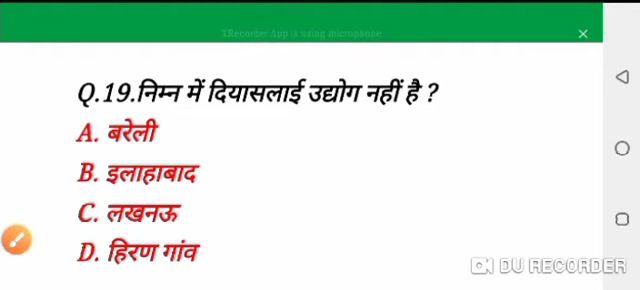 XRecorder App is using microphone
Q.19.निम्न में दियासलाई उद्योग नहीं है ?
A. बरेली
B. इलाहाबाद
C. लखनऊ
D. हिरण गांव
DU RECORDER